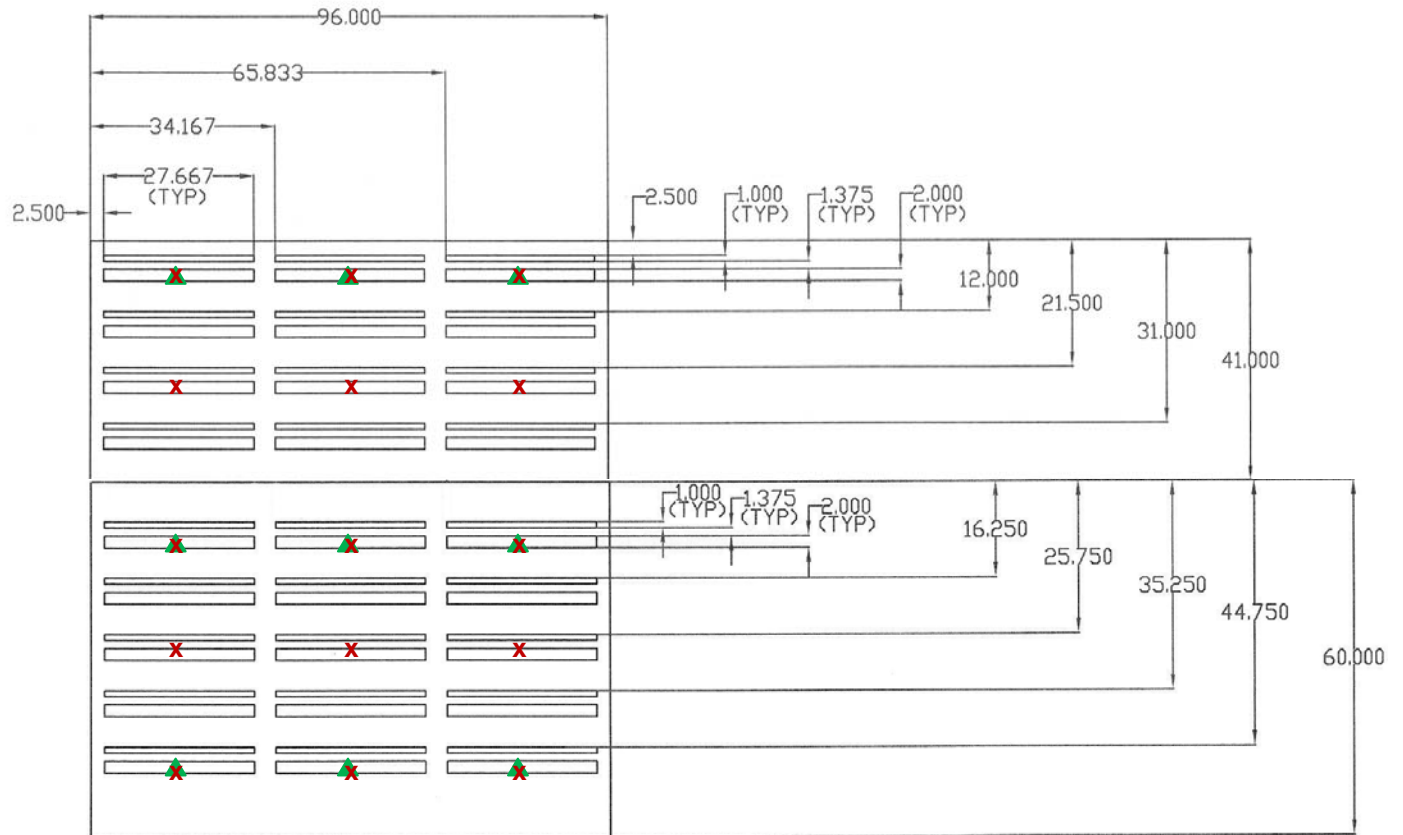 96.000
65.833
34.167
27.667
(TYP)
2.500
2.500
1.000
(TYP)
1.375
(TYP)
2.000
(TYP)
12.000
21.500
31.000
41.000
X X X
X X X
1.000
(TYP)
1.375
(TYP)
2.000
(TYP)
16.250
25.750
35.250
44.750
60.000
X X X
X X X
X X X